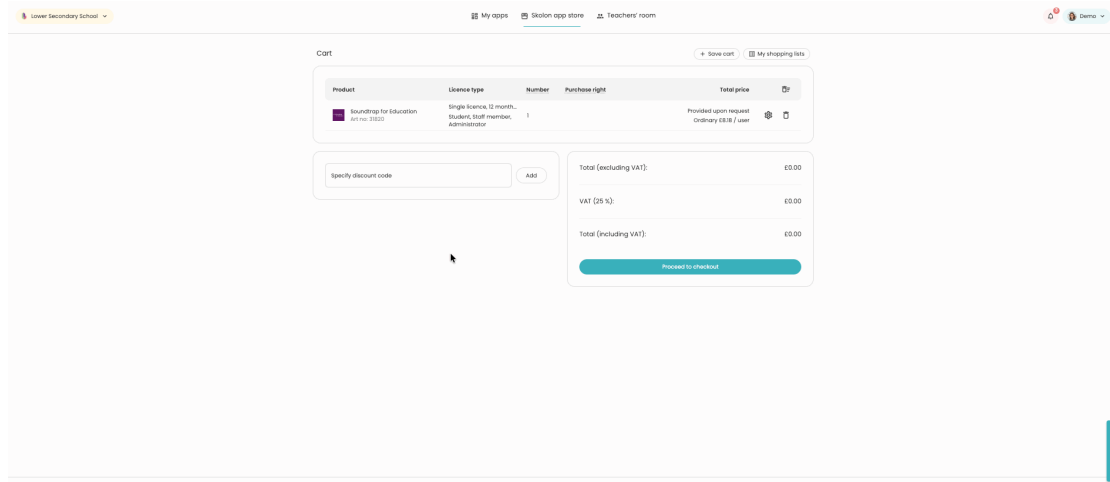 Lower Secondary School
My apps
Skolon app store
Teachers' room
3
Demo
Cart
+ Save cart
My shopping lists
Product Licence type Number Purchase right Total price
Soundtrap for Education
Art no: 31820
Single licence, 12 month...
Student, Staff member,
Administrator
1
Provided upon request
Ordinary £8.18 / user
Specify discount code
Add
Total (excluding VAT): £0.00
VAT (25 %): £0.00
Total (including VAT): £0.00
Proceed to checkout